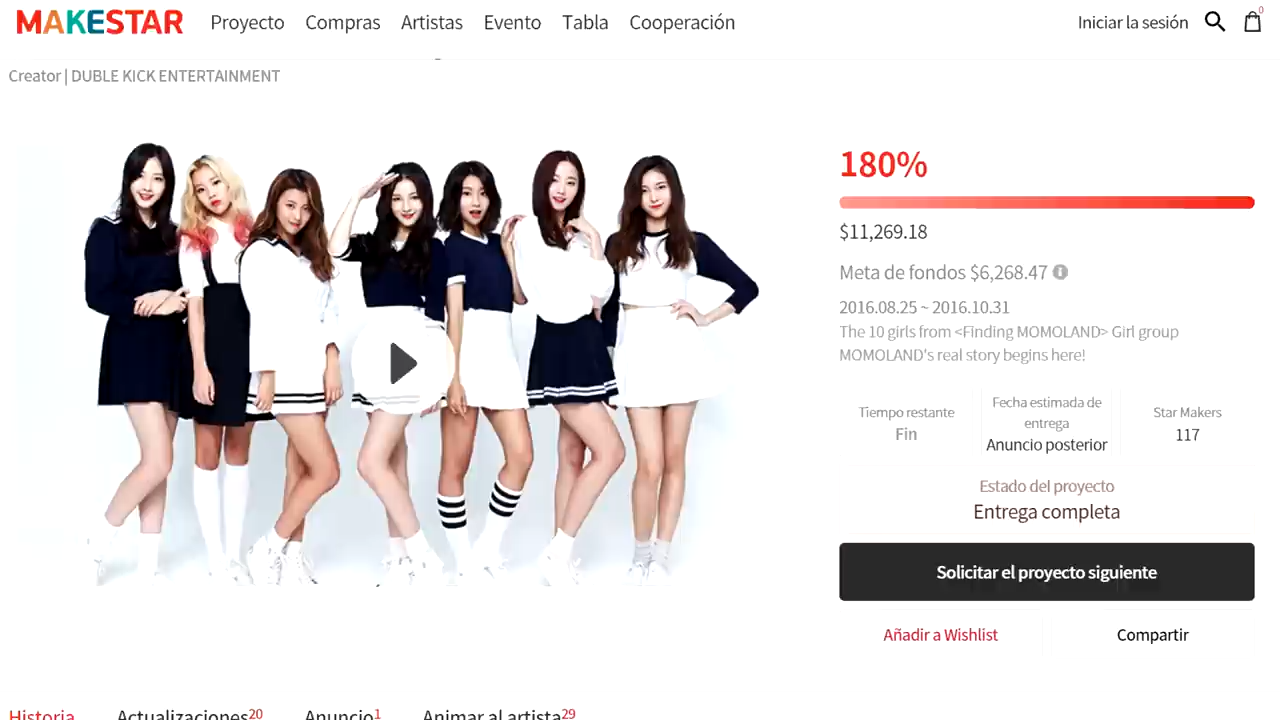 MAKESTAR Proyecto Compras Artistas Evento Tabla Cooperación Iniciar la sesión 0
Creator | DUBLE KICK ENTERTAINMENT
180%
$11,269.18
Meta de fondos $6,268.47
2016.08.25 ~ 2016.10.31
The 10 girls from <Finding MOMOLAND> Girl group
MOMOLAND's real story begins here!
Tiempo restante
Fin
Fecha estimada de
entrega
Anuncio posterior
Star Makers
117
Estado del proyecto
Entrega completa
Solicitar el proyecto siguiente
Añadir a Wishlist Compartir
Historia Actualizaciones20 Anuncio1 Animar al artista29